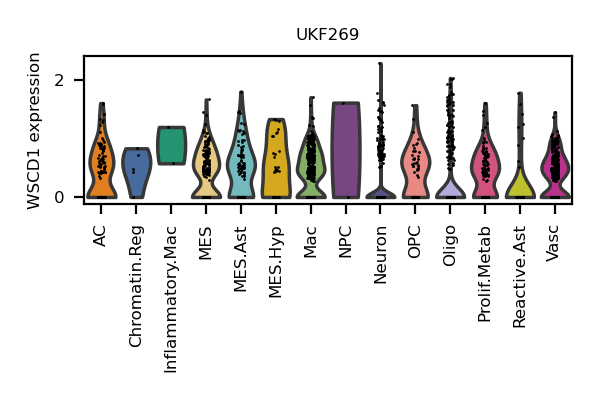 UKF269
WSCD1 expression
2
0
AC
Chromatin.Reg
Inflammatory.Mac
MES
MES.Ast
MES.Hyp
Mac
NPC
Neuron
OPC
Oligo
Prolif.Metab
Reactive.Ast
Vasc